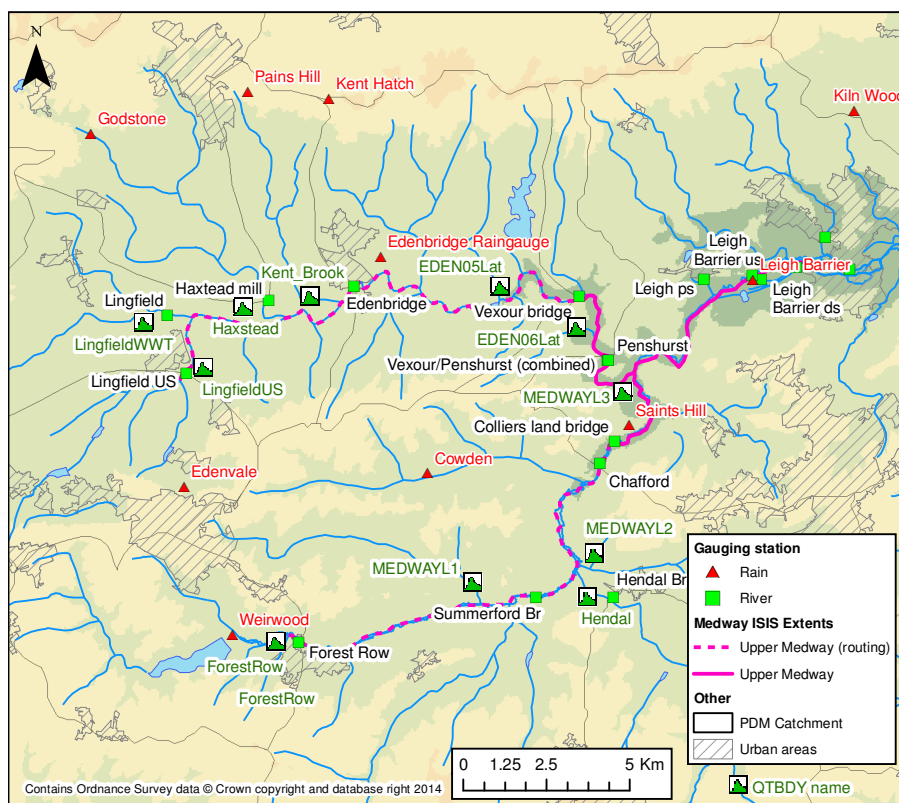 N
Pains Hill
Kent Hatch
Godstone
Kiln Wood
Edenbridge Raingauge
Leigh
Barrier us
Kent_Brook
EDEN05Lat
Leigh Barrier
Haxtead mill
Leigh ps
Lingfield
Edenbridge
Vexour bridge
Leigh
Barrier ds
Haxstead
LingfieldWWT
EDEN06Lat
Penshurst
Vexour/Penshurst (combined)
Lingfield US
LingfieldUS
MEDWAYL3
Saints Hill
Colliers land bridge
Cowden
Edenvale
Chafford
MEDWAYL2
MEDWAYL1
Hendal Br
Summerford Br
Hendal
Weirwood
Forest Row
ForestRow
ForestRow
Gauging station
Rain
River
Medway ISIS Extents
Upper Medway (routing)
Upper Medway
Other
PDM Catchment
Urban areas
QTBDY name
0 1.25 2.5 5 Km
Contains Ordnance Survey data © Crown copyright and database right 2014